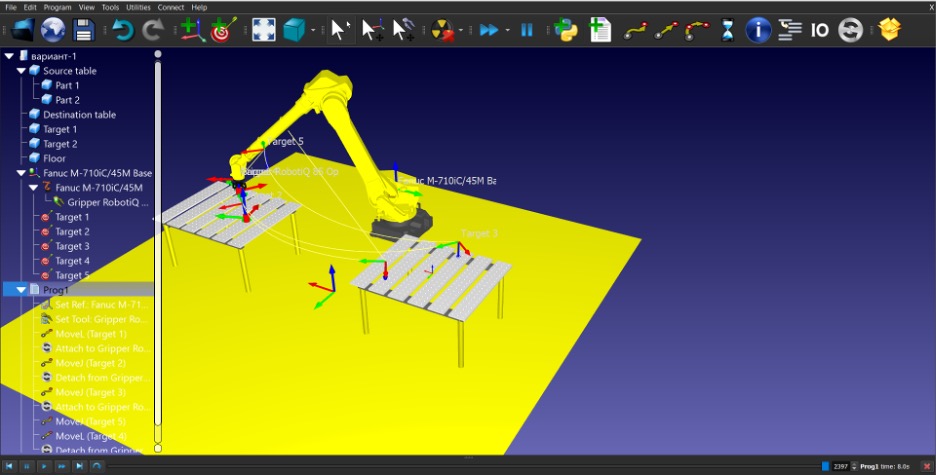 File Edit Program View Tools Utilities Connect Help X
IO
вариант-1
Source table
Part 1
Part 2
Destination table
Target 1
Target 2
Floor
Fanuc M-710iC/45M Base
Fanuc M-710iC/45M
Gripper RobotiQ ...
Target 1
Target 2
Target 3
Target 4
Target 5
Prog1
Set Ref.: Fanuc M-71...
Set Tool: Gripper Ro...
MoveL (Target 1)
Attach to Gripper Ro...
MoveJ (Target 2)
Detach from Gripper...
MoveJ (Target 3)
Attach to Gripper Ro...
MoveJ (Target 5)
MoveL (Target 4)
Detach from Gripper...
Target 5
RobotiQ 85 Op
uc M-710iC/45M Ba
Target 3
2397 Prog1 time: 8.0s